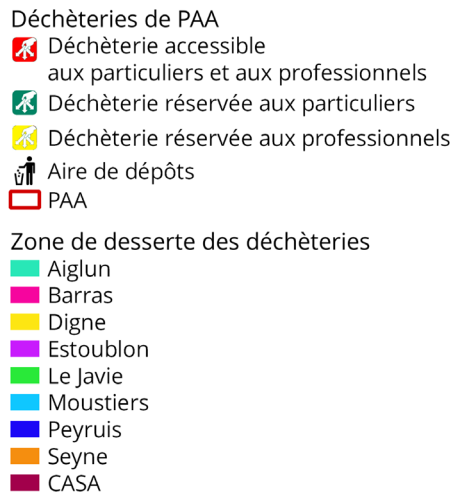 Déchèteries de PAA
Déchèterie accessible
aux particuliers et aux professionnels
Déchèterie réservée aux particuliers
Déchèterie réservée aux professionnels
Aire de dépôts
PAA
Zone de desserte des déchèteries
Aiglun
Barras
Digne
Estoublon
Le Javie
Moustiers
Peyruis
Seyne
CASA